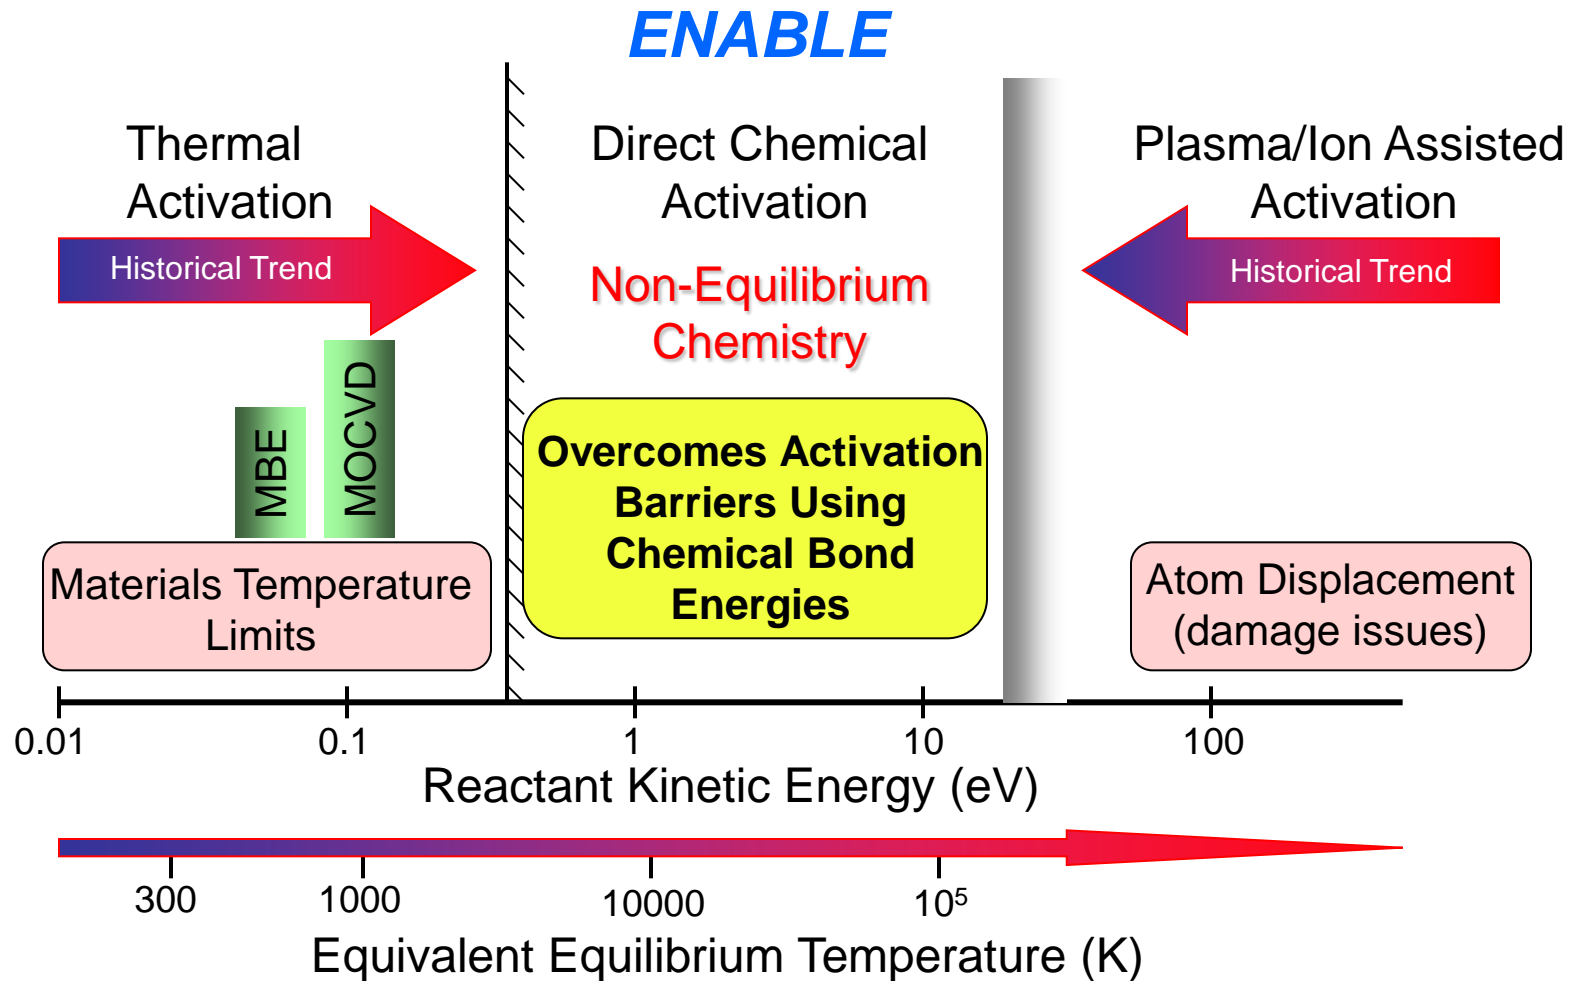 ENABLE
Thermal
Activation
Direct Chemical
Activation
Plasma/Ion Assisted
Activation
Historical Trend
Non-Equilibrium
Chemistry
Historical Trend
MBE
MOCVD
Overcomes Activation
Barriers Using
Chemical Bond
Energies
Materials Temperature
Limits
Atom Displacement
(damage issues)
0.01 0.1 1 10 100
Reactant Kinetic Energy (eV)
300 1000 10000 10⁵
Equivalent Equilibrium Temperature (K)